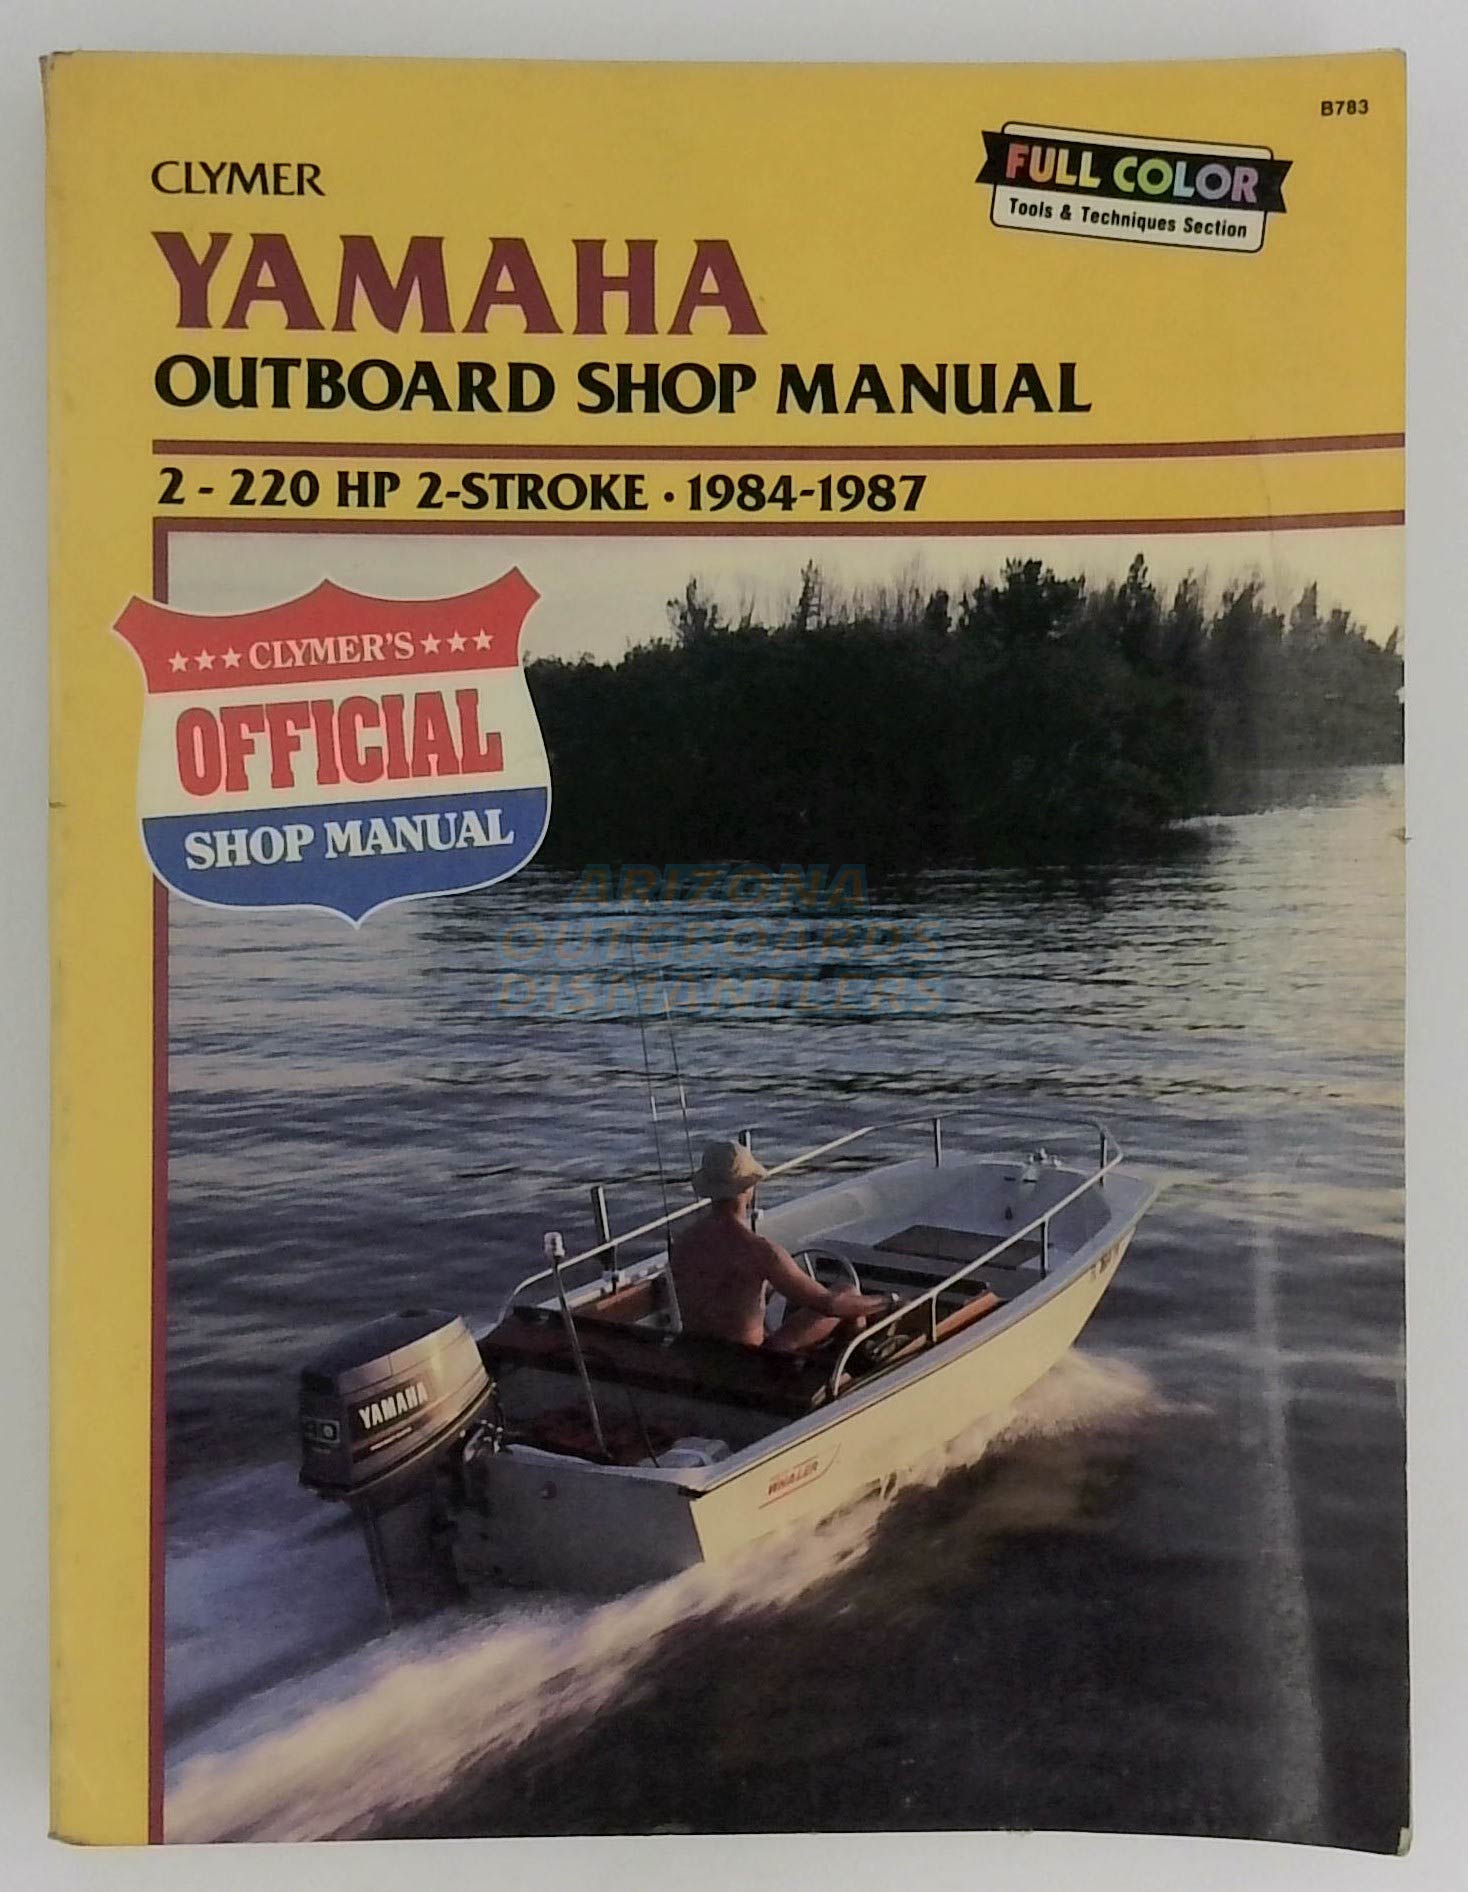 B783
FULL COLOR
Tools & Techniques Section
CLYMER
YAMAHA
OUTBOARD SHOP MANUAL
2 - 220 HP 2-STROKE • 1984-1987
★★★CLYMER'S★★★
OFFICIAL
SHOP MANUAL
ARIZONA
OUTGBOARDS
DISMANTLERS
YAMAHA
WHALER